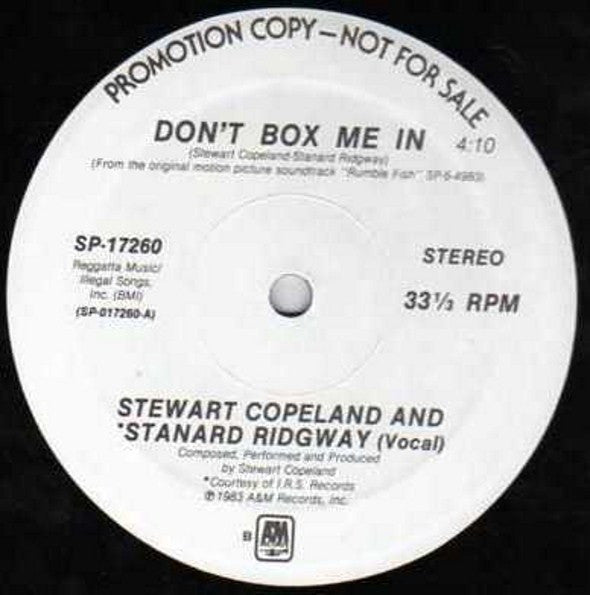 PROMOTION COPY — NOT FOR SALE
DON'T BOX ME IN 4:10
(Stewart Copeland-Stanard Ridgway)
(From the original motion picture soundtrack "Rumble Fish" SP-6-4983)
SP-17260
Reggatta Music/
Illegal Songs,
Inc. (BMI)
(SP-017260-A)
STEREO
33 1/3 RPM
STEWART COPELAND AND
*STANARD RIDGWAY (Vocal)
Composed, Performed and Produced
by Stewart Copeland
*Courtesy of I.R.S. Records
℗ 1983 A&M Records, Inc.
B A&M